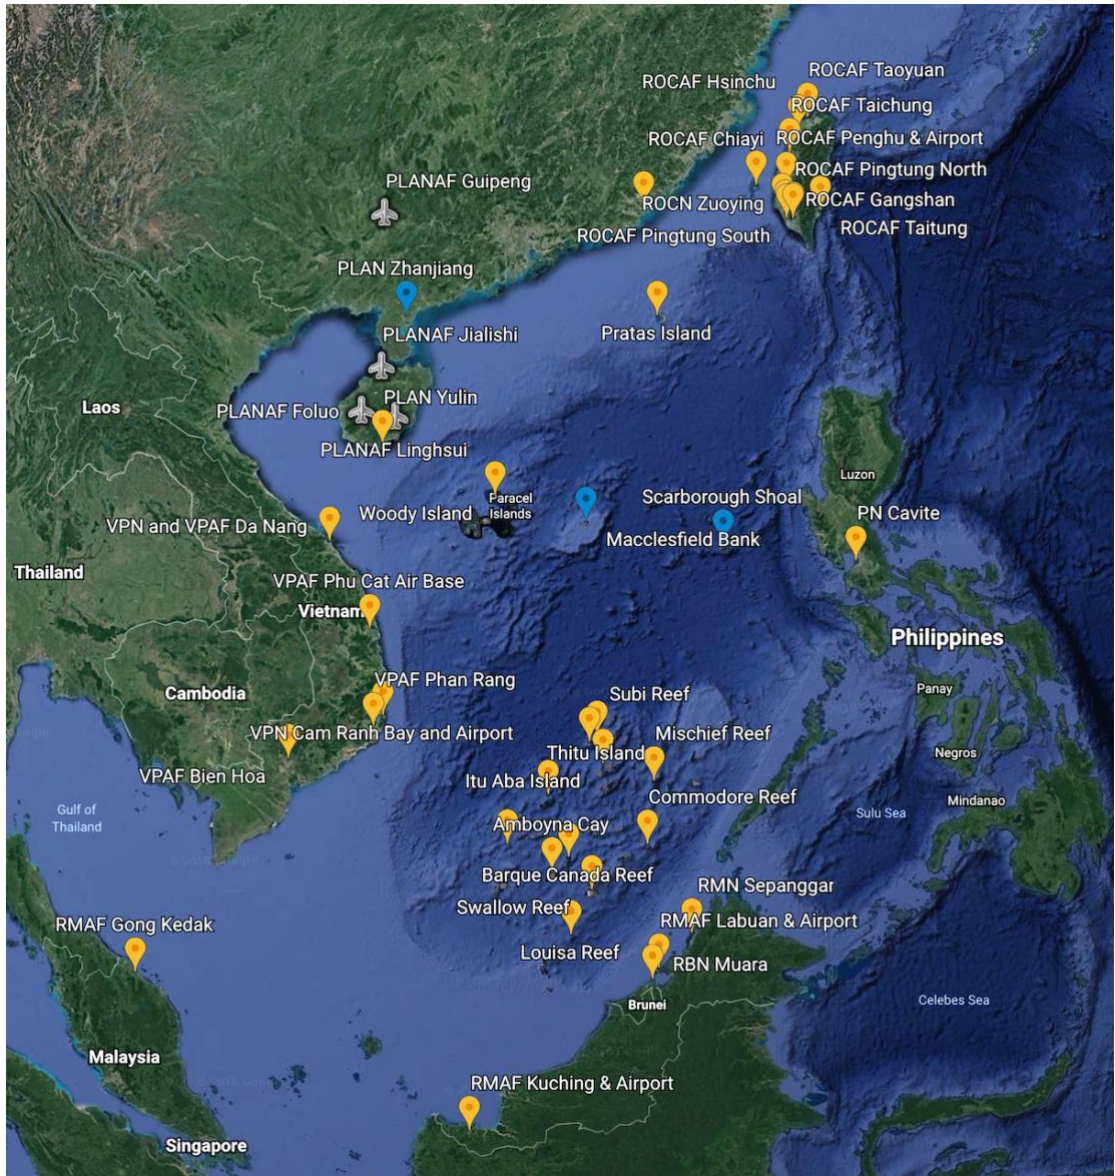 ROCAF Taoyuan
ROCAF Hsinchu
ROCAF Taichung
ROCAF Chiayi
ROCAF Penghu & Airport
ROCAF Pingtung North
PLANAF Guipeng
ROCN Zuoying
ROCAF Gangshan
ROCAF Pingtung South
ROCAF Taitung
PLAN Zhanjiang
PLANAF Jialishi
Pratas Island
PLAN Yulin
Laos
PLANAF Foluo
PLANAF Linghsui
Luzon
Paracel
Islands
Scarborough Shoal
Woody Island
PN Cavite
VPN and VPAF Da Nang
Macclesfield Bank
Thailand
VPAF Phu Cat Air Base
Vietnam
Philippines
VPAF Phan Rang
Cambodia
Subi Reef
Panay
VPN Cam Ranh Bay and Airport
Mischief Reef
Thitu Island
Negros
VPAF Bien Hoa
Itu Aba Island
Commodore Reef
Mindanao
Gulf of
Thailand
Sulu Sea
Amboyna Cay
Barque Canada Reef
RMN Sepanggar
Swallow Reef
RMAF Labuan & Airport
RMAF Gong Kedak
Louisa Reef
RBN Muara
Brunei
Celebes Sea
Malaysia
RMAF Kuching & Airport
Singapore